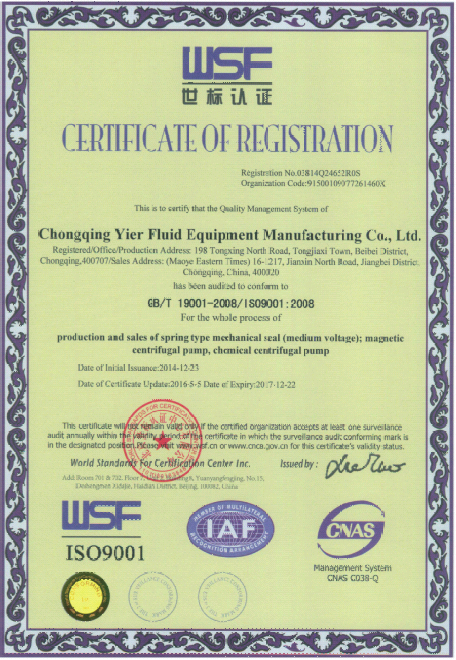 WSF
世标认证
CERTIFICATE OF REGISTRATION
Registration No.03814Q24652R0S
Organization Code:91500109077261460X
This is to certify that the Quality Management System of
Chongqing Yier Fluid Equipment Manufacturing Co., Ltd.
Registered/Office/Production Address: 198 Tongxing North Road, Tongjiaxi Town, Beibei District,
Chongqing,400707/Sales Address: (Maoye Eastern Times) 16-1217, Jianxin North Road, Jiangbei District,
Chongqing, China, 400020
has been audited to conform to
GB/T 19001-2008/ISO9001:2008
For the whole process of
production and sales of spring type mechanical seal (medium voltage); magnetic
centrifugal pump, chemical centrifugal pump
Date of Initial Issuance:2014-12-23
Date of Certificate Update:2016-5-5 Date of Expiry:2017-12-22
This certificate will not remain valid only if the certified organization accepts at least one surveillance
audit annually within the validity period of the certificate in which the surveillance audit conforming mark is
in the designated position. Please visit www.wsf.cn or www.cnca.gov.cn for this certificate's validity status.
World Standards For Certification Center Inc. Issued by:
Add:Room 701 & 702, Floor 7, Yuanyangfengjing, No.15,
Deshengmen Xidajie, Haidian District, Beijing, 100082, China
WSF
ISO9001
MEMBER OF MULTILATERAL
IAF
RECOGNITION ARRANGEMENT
CNAS
Management System
CNAS C038-Q